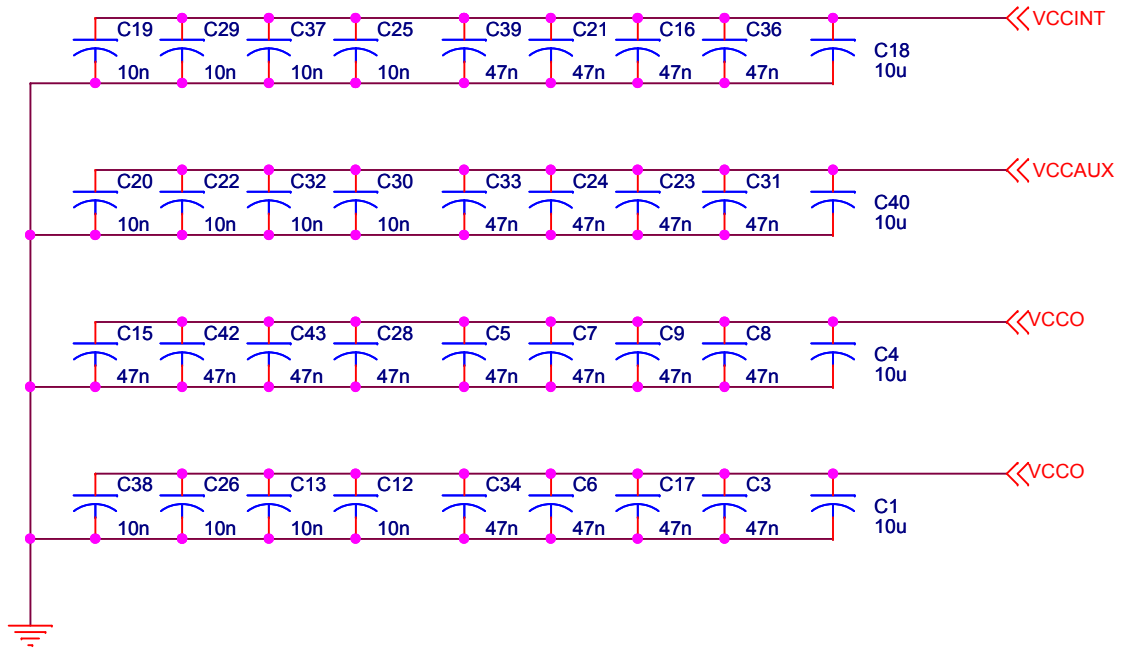 C19 C29 C37 C25 C39 C21 C16 C36 VCCINT
C18
10n 10n 10n 10n 47n 47n 47n 47n 10u
C20 C22 C32 C30 C33 C24 C23 C31 VCCAUX
C40
10n 10n 10n 10n 47n 47n 47n 47n 10u
C15 C42 C43 C28 C5 C7 C9 C8 VCCO
C4
47n 47n 47n 47n 47n 47n 47n 47n 10u
C38 C26 C13 C12 C34 C6 C17 C3 VCCO
C1
10n 10n 10n 10n 47n 47n 47n 47n 10u